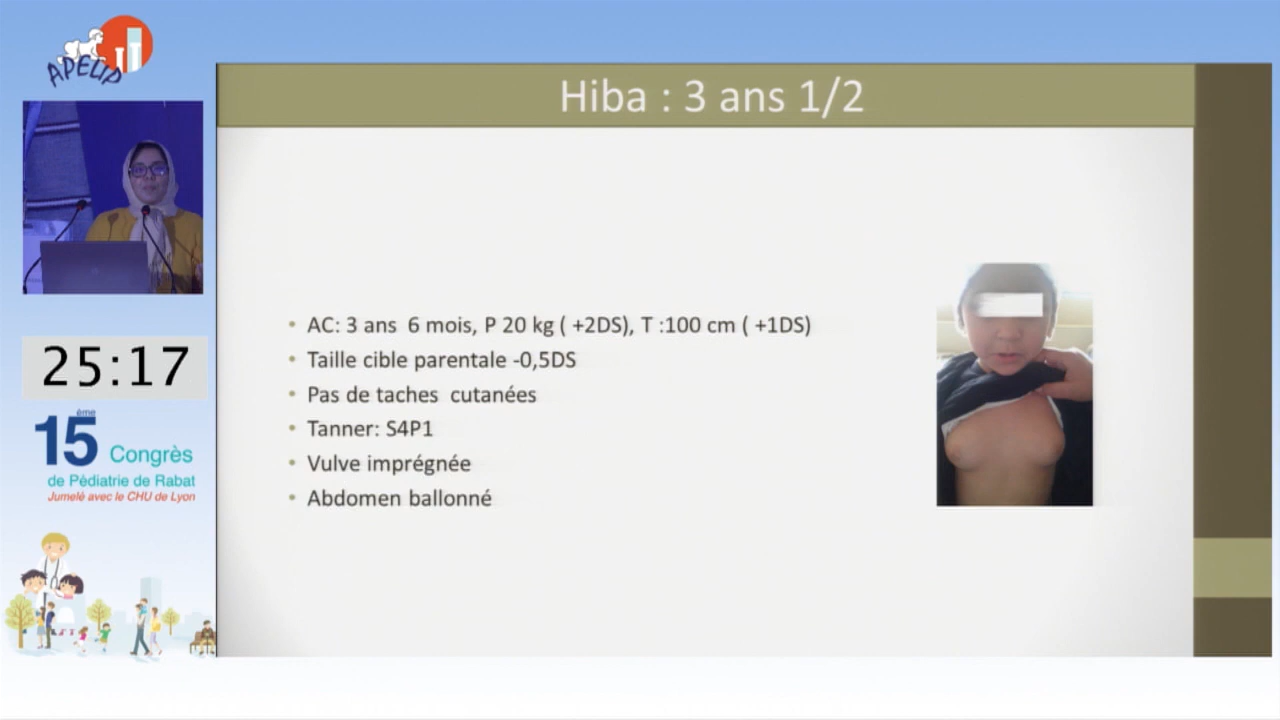 APEUP
Hiba : 3 ans 1/2
AC: 3 ans 6 mois, P 20 kg ( +2DS), T :100 cm ( +1DS)
Taille cible parentale -0,5DS
Pas de taches cutanées
Tanner: S4P1
Vulve imprégnée
Abdomen ballonné
25:17
15ème Congrès
de Pédiatrie de Rabat
Jumelé avec le CHU de Lyon